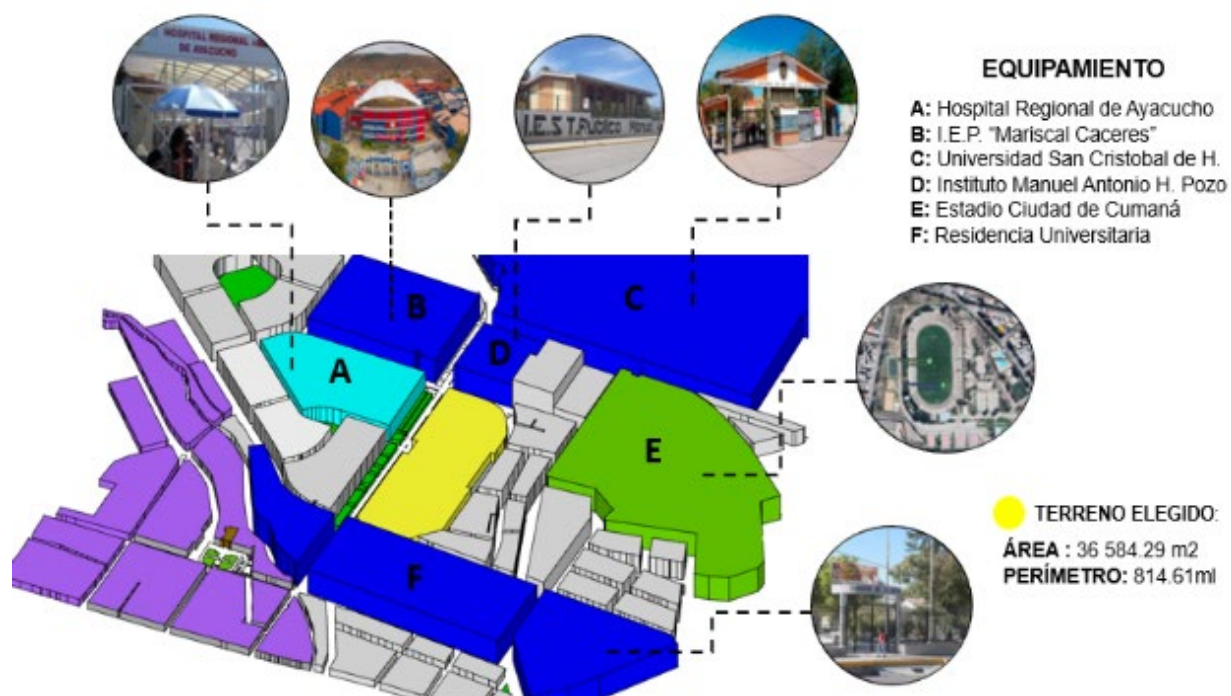 HOSPITAL REGIONAL
DE AYACUCHO
I.E.S T.PUBLICO
EQUIPAMIENTO
A: Hospital Regional de Ayacucho
B: I.E.P. "Mariscal Caceres"
C: Universidad San Cristobal de H.
D: Instituto Manuel Antonio H. Pozo
E: Estadio Ciudad de Cumaná
F: Residencia Universitaria
B
C
D
A
E
F
TERRENO ELEGIDO:
ÁREA : 36 584.29 m2
PERÍMETRO: 814.61ml